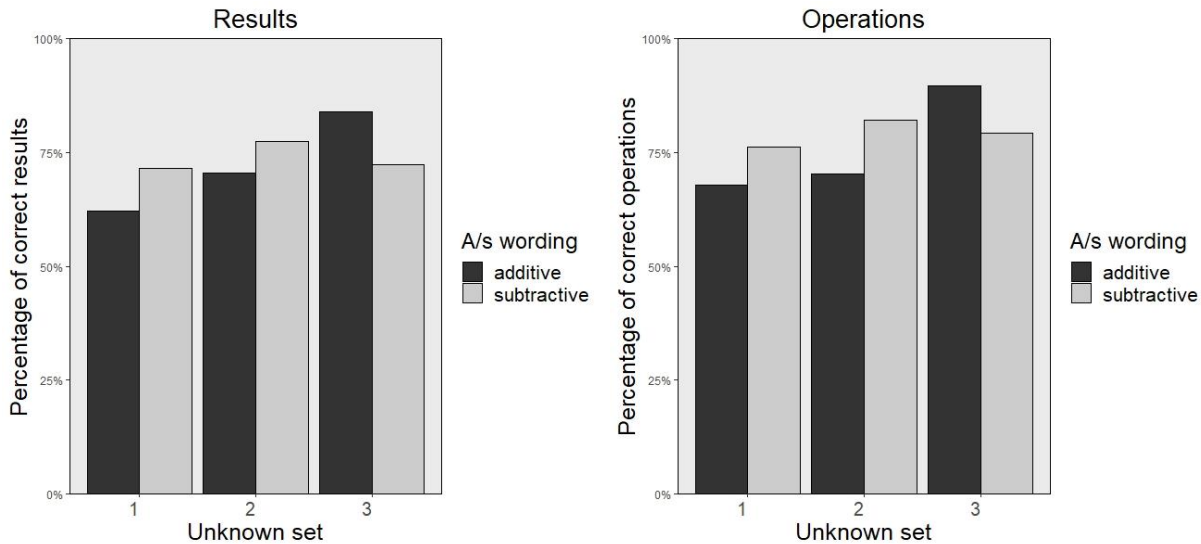 Results
100%
75%
50%
25%
0%
Percentage of correct results
1 2 3
Unknown set
A/s wording
additive
subtractive
Operations
100%
75%
50%
25%
0%
Percentage of correct operations
1 2 3
Unknown set
A/s wording
additive
subtractive